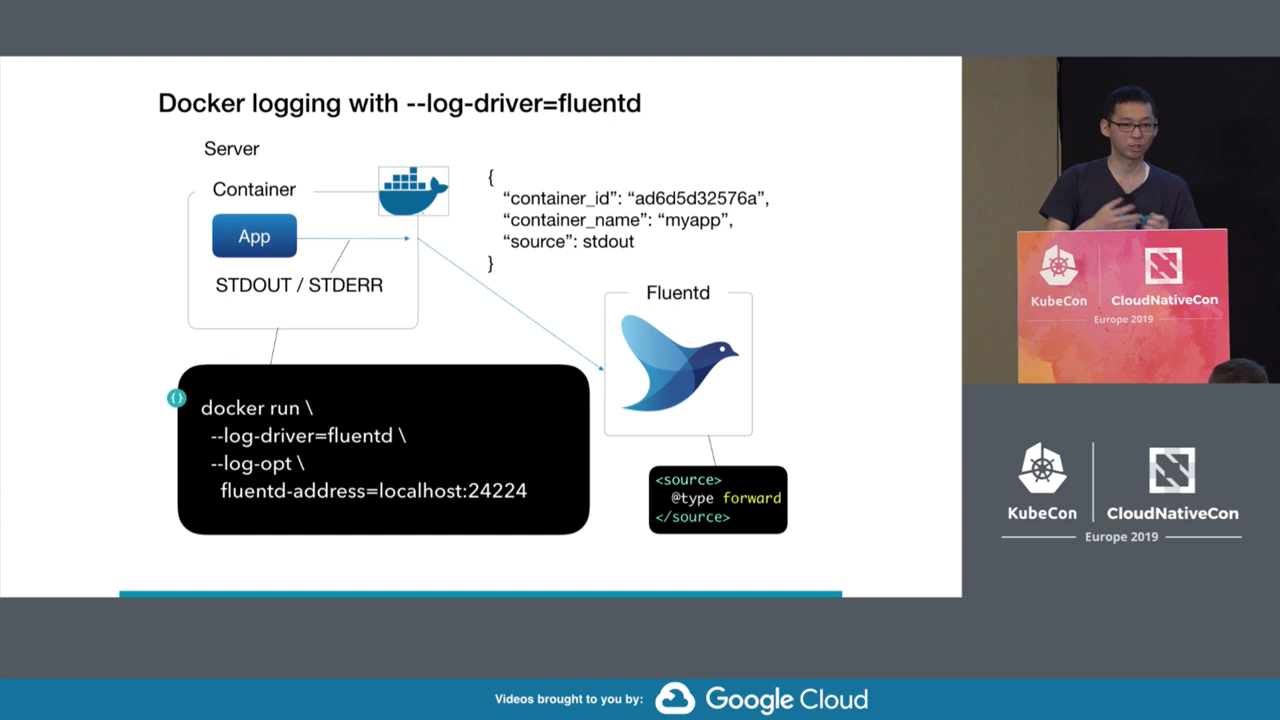 Docker logging with --log-driver=fluentd
Server
Container
App
STDOUT / STDERR
{
“container_id”: “ad6d5d32576a”,
“container_name”: “myapp”,
“source”: stdout
}
Fluentd
{}
docker run \
--log-driver=fluentd \
--log-opt \
fluentd-address=localhost:24224
<source>
@type forward
</source>
KubeCon
CloudNativeCon
Europe 2019
KubeCon
CloudNativeCon
Europe 2019
Videos brought to you by:
Google Cloud